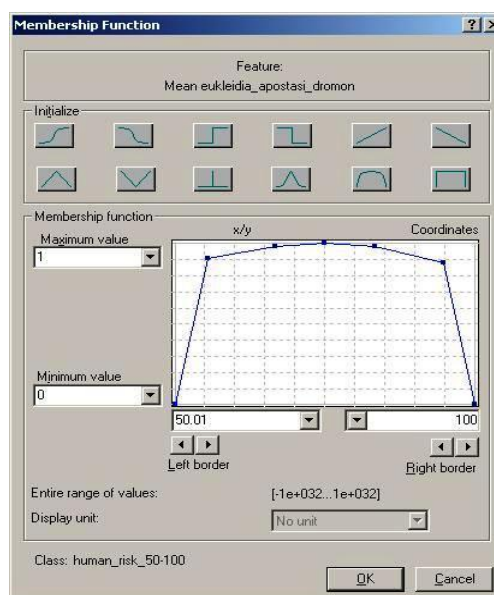 Membership Function
Feature:
Mean eukleidia_apostasi_dromon
Initialize
Membership function
x/y
Coordinates
Maximum value
1
Minimum value
0
50.01
100
Left border
Right border
Entire range of values:
[-1e+032...1e+032]
Display unit:
No unit
Class: human_risk_50-100
OK
Cancel